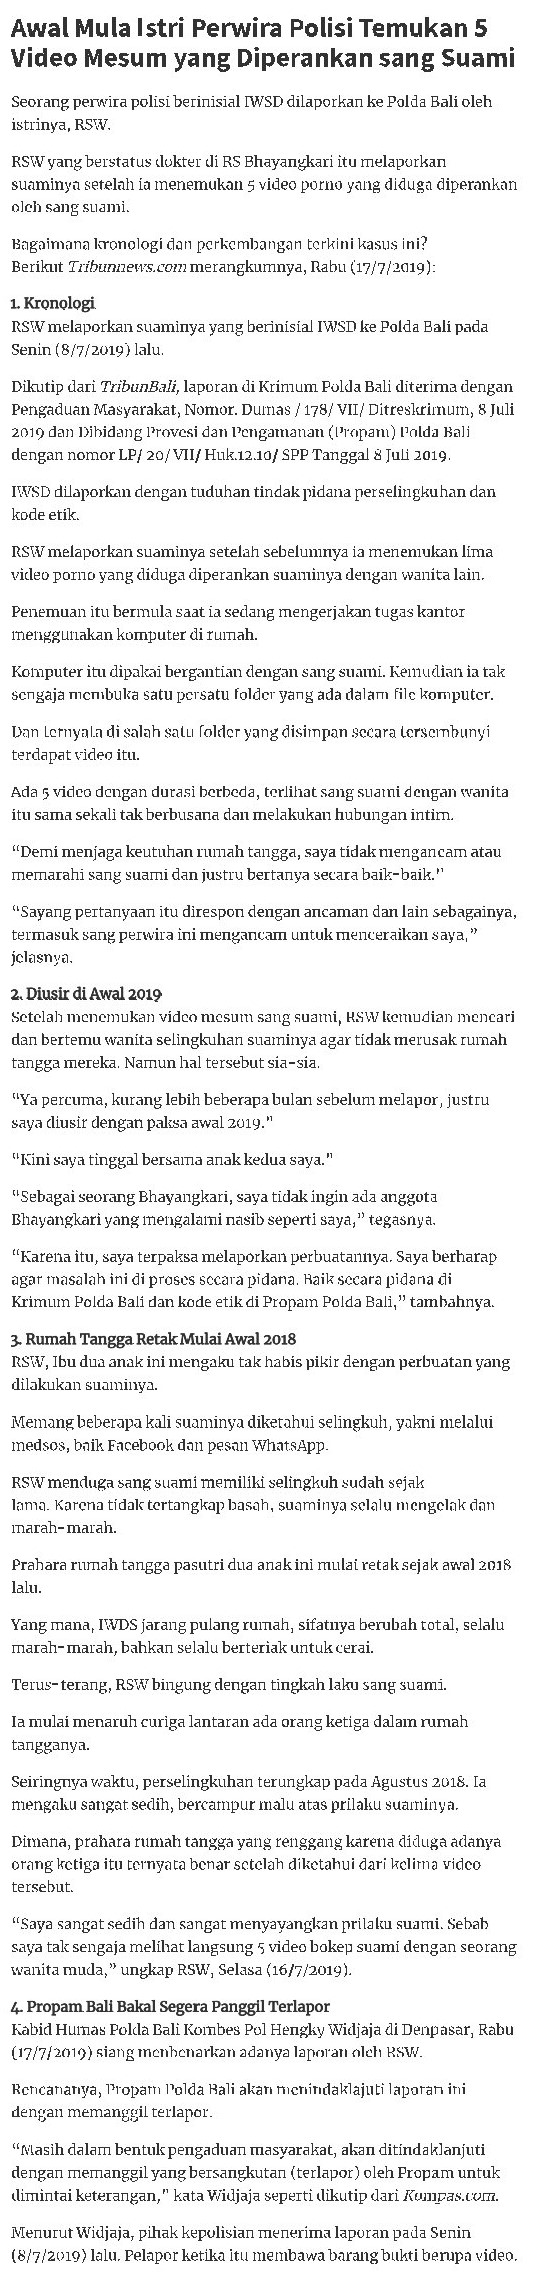 Awal Mula Istri Perwira Polisi Temukan 5
Video Mesum yang Diperankan sang Suami
Seorang perwira polisi berinisial IWSD dilaporkan ke Polda Bali oleh
istrinya, RSW.
RSW yang berstatus dokter di RS Bhayangkari itu melaporkan
suaminya setelah ia menemukan 5 video porno yang diduga diperankan
oleh sang suami.
Bagaimana kronologi dan perkembangan terkini kasus ini?
Berikut Tribunnews.com merangkumnya, Rabu (17/7/2019):
1. Kronologi
RSW melaporkan suaminya yang berinisial IWSD ke Polda Bali pada
Senin (8/7/2019) lalu.
Dikutip dari TribunBali, laporan di Krimum Polda Bali diterima dengan
Pengaduan Masyarakat, Nomor. Dumas / 178/ VII/ Ditreskrimum, 8 Juli
2019 dan Dibidang Provesi dan Pengamanan (Propam) Polda Bali
dengan nomor LP/ 20/ VII/ Huk.12.10/ SPP Tanggal 8 Juli 2019.
IWSD dilaporkan dengan tuduhan tindak pidana perselingkuhan dan
kode etik.
RSW melaporkan suaminya setelah sebelumnya ia menemukan lima
video porno yang diduga diperankan suaminya dengan wanita lain.
Penemuan itu bermula saat ia sedang mengerjakan tugas kantor
menggunakan komputer di rumah.
Komputer itu dipakai bergantian dengan sang suami. Kemudian ia tak
sengaja membuka satu persatu folder yang ada dalam file komputer.
Dan ternyata di salah satu folder yang disimpan secara tersembunyi
terdapat video itu.
Ada 5 video dengan durasi berbeda, terlihat sang suami dengan wanita
itu sama sekali tak berbusana dan melakukan hubungan intim.
“Demi menjaga keutuhan rumah tangga, saya tidak mengancam atau
memarahi sang suami dan justru bertanya secara baik-baik.”
“Sayang pertanyaan itu direspon dengan ancaman dan lain sebagainya,
termasuk sang perwira ini mengancam untuk menceraikan saya,”
jelasnya.
2. Diusir di Awal 2019
Setelah menemukan video mesum sang suami, RSW kemudian mencari
dan bertemu wanita selingkuhan suaminya agar tidak merusak rumah
tangga mereka. Namun hal tersebut sia-sia.
“Ya percuma, kurang lebih beberapa bulan sebelum melapor, justru
saya diusir dengan paksa awal 2019.”
“Kini saya tinggal bersama anak kedua saya.”
“Sebagai seorang Bhayangkari, saya tidak ingin ada anggota
Bhayangkari yang mengalami nasib seperti saya,” tegasnya.
“Karena itu, saya terpaksa melaporkan perbuatannya. Saya berharap
agar masalah ini di proses secara pidana. Baik secara pidana di
Krimum Polda Bali dan kode etik di Propam Polda Bali,” tambahnya.
3. Rumah Tangga Retak Mulai Awal 2018
RSW, Ibu dua anak ini mengaku tak habis pikir dengan perbuatan yang
dilakukan suaminya.
Memang beberapa kali suaminya diketahui selingkuh, yakni melalui
medsos, baik Facebook dan pesan WhatsApp.
RSW menduga sang suami memiliki selingkuh sudah sejak
lama. Karena tidak tertangkap basah, suaminya selalu mengelak dan
marah-marah.
Prahara rumah tangga pasutri dua anak ini mulai retak sejak awal 2018
lalu.
Yang mana, IWDS jarang pulang rumah, sifatnya berubah total, selalu
marah-marah, bahkan selalu berteriak untuk cerai.
Terus-terang, RSW bingung dengan tingkah laku sang suami.
Ia mulai menaruh curiga lantaran ada orang ketiga dalam rumah
tangganya.
Seiringnya waktu, perselingkuhan terungkap pada Agustus 2018. Ia
mengaku sangat sedih, bercampur malu atas prilaku suaminya.
Dimana, prahara rumah tangga yang renggang karena diduga adanya
orang ketiga itu ternyata benar setelah diketahui dari kelima video
tersebut.
“Saya sangat sedih dan sangat menyayangkan prilaku suami. Sebab
saya tak sengaja melihat langsung 5 video bokep suami dengan seorang
wanita muda,” ungkap RSW, Selasa (16/7/2019).
4. Propam Bali Bakal Segera Panggil Terlapor
Kabid Humas Polda Bali Kombes Pol Hengky Widjaja di Denpasar, Rabu
(17/7/2019) siang menbenarkan adanya laporan oleh RSW.
Rencananya, Propam Polda Bali akan menindaklajuti laporan ini
dengan memanggil terlapor.
“Masih dalam bentuk pengaduan masyarakat, akan ditindaklanjuti
dengan memanggil yang bersangkutan (terlapor) oleh Propam untuk
dimintai keterangan,” kata Widjaja seperti dikutip dari Kompas.com.
Menurut Widjaja, pihak kepolisian menerima laporan pada Senin
(8/7/2019) lalu. Pelapor ketika itu membawa barang bukti berupa video.